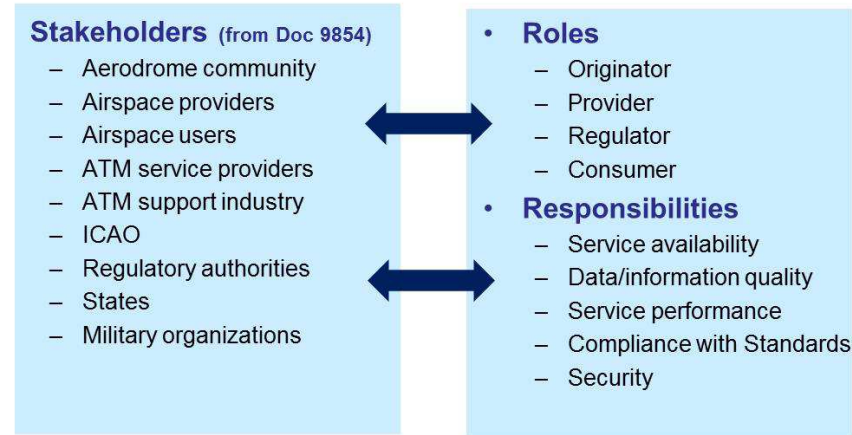 Stakeholders (from Doc 9854)
– Aerodrome community
– Airspace providers
– Airspace users
– ATM service providers
– ATM support industry
– ICAO
– Regulatory authorities
– States
– Military organizations
• Roles
– Originator
– Provider
– Regulator
– Consumer
• Responsibilities
– Service availability
– Data/information quality
– Service performance
– Compliance with Standards
– Security